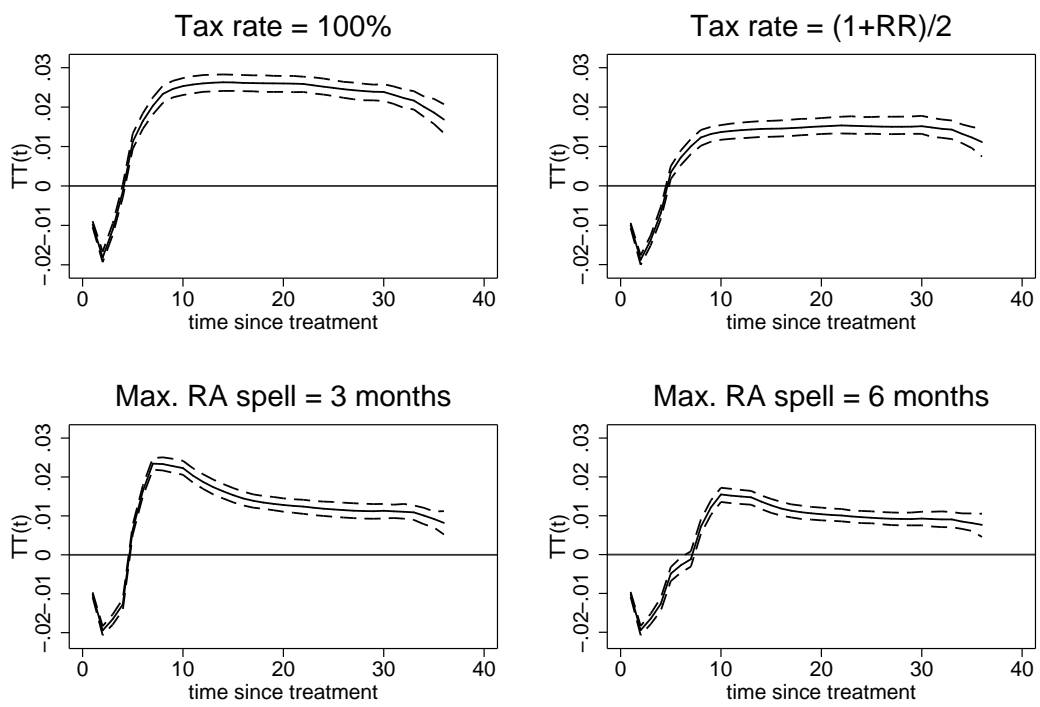 Tax rate = 100%
TT(t)
−.02 −.01 0 .01 .02 .03
0 10 20 30 40
time since treatment
Tax rate = (1+RR)/2
TT(t)
−.02 −.01 0 .01 .02 .03
0 10 20 30 40
time since treatment
Max. RA spell = 3 months
TT(t)
−.02 −.01 0 .01 .02 .03
0 10 20 30 40
time since treatment
Max. RA spell = 6 months
TT(t)
−.02 −.01 0 .01 .02 .03
0 10 20 30 40
time since treatment